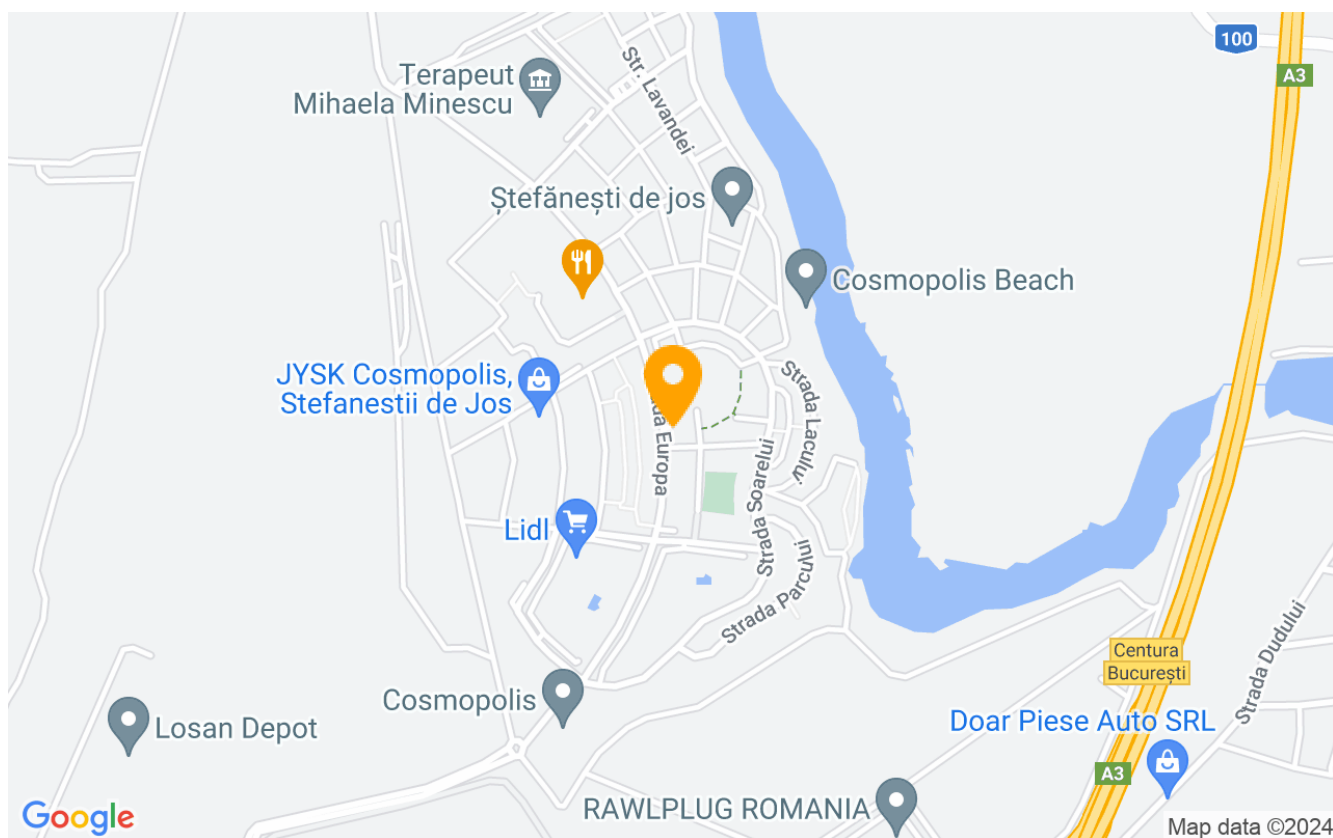 100
A3
Str. Lavandei
Terapeut
Mihaela Minescu
Ștefănești de jos
Cosmopolis Beach
JYSK Cosmopolis,
Stefanestii de Jos
Europa
Strada Lacului
Strada Soarelui
Lidl
Strada Parcului
Centura
București
Strada Dudului
Cosmopolis
Losan Depot
Doar Piese Auto SRL
A3
RAWLPLUG ROMANIA
Google
Map data ©2024